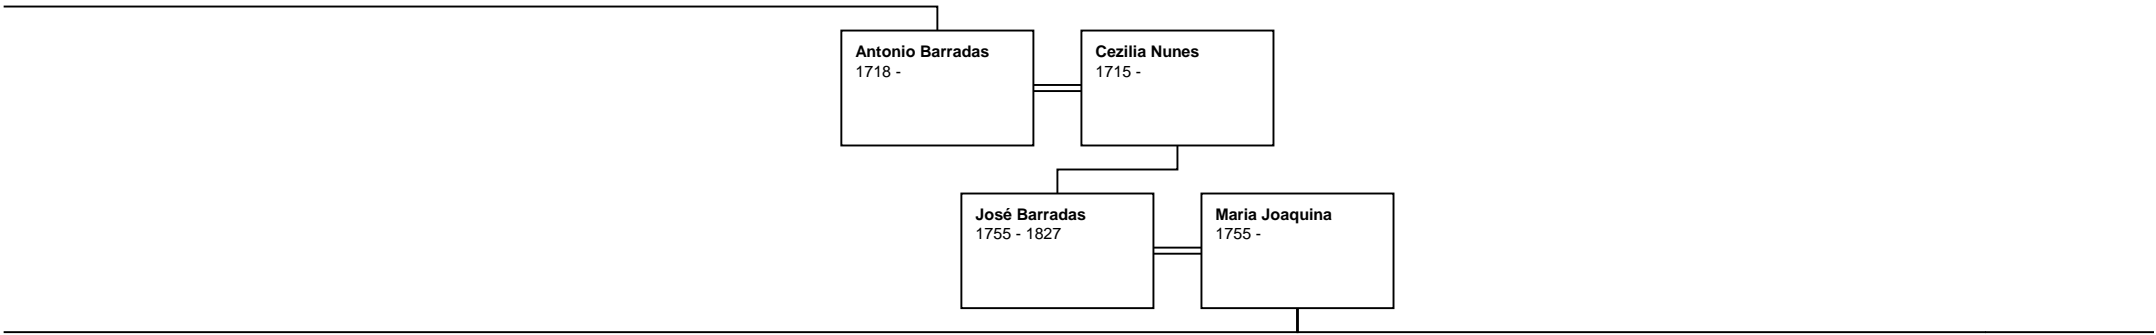 Antonio Barradas
1718 -
Cezilia Nunes
1715 -
José Barradas
1755 - 1827
Maria Joaquina
1755 -